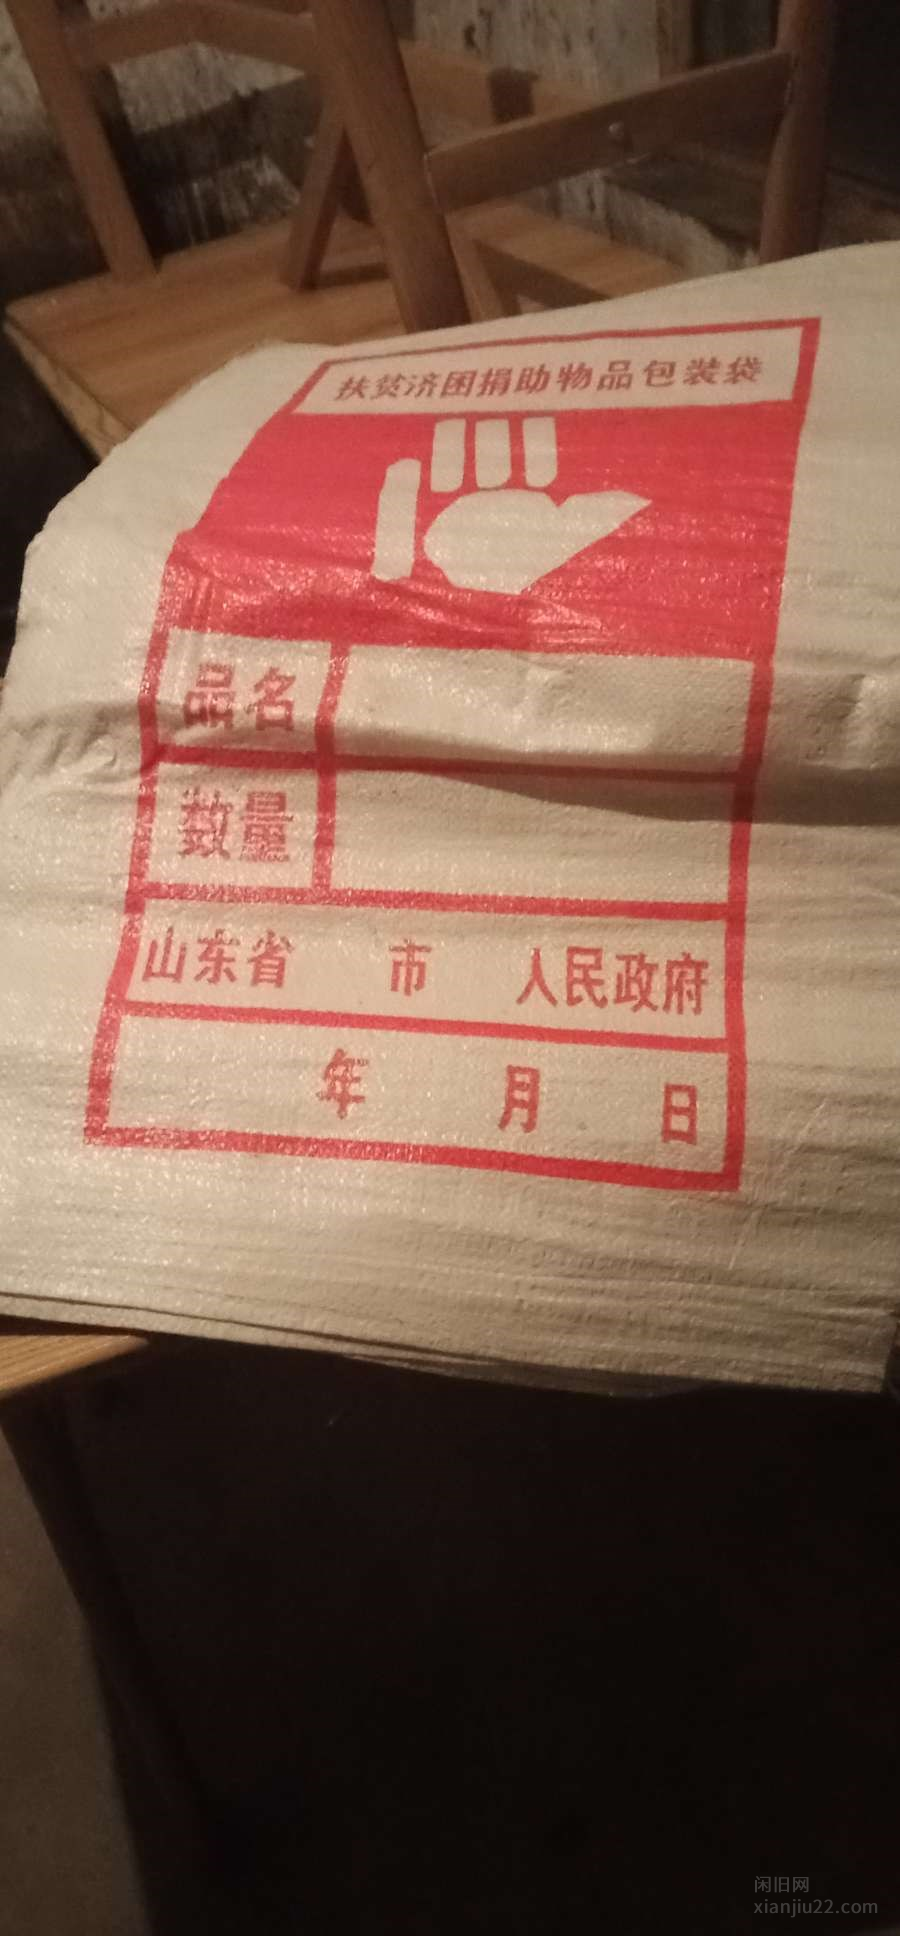 扶贫济困捐助物品包装袋
品名
数量
山东省 市 人民政府
年 月 日
闲旧网
xianjiu22.com